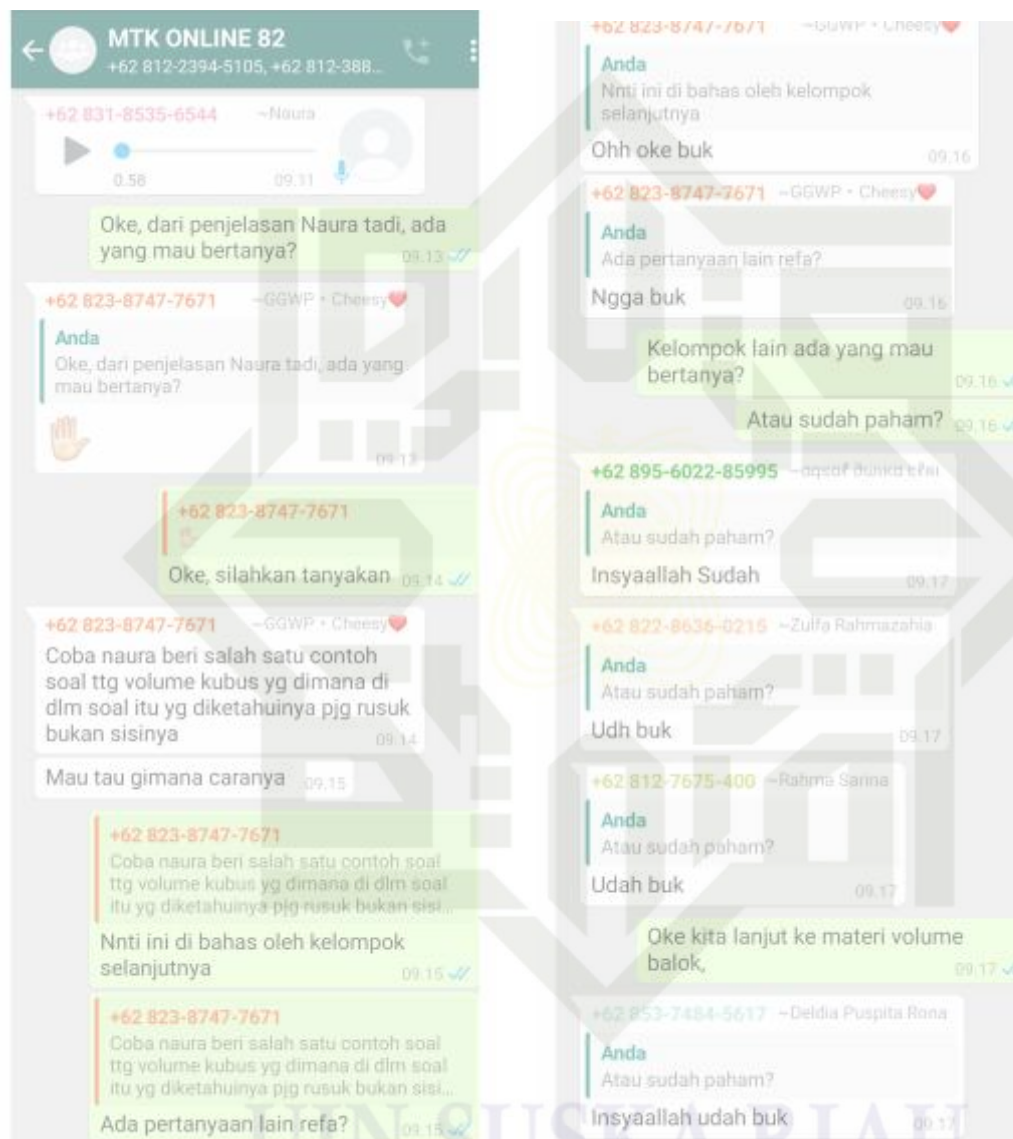 MTK ONLINE 82
+62 812-2394-5105, +62 812-388...
+62 831-8535-6544 ~Naura
0.58 09.11
Oke, dari penjelasan Naura tadi, ada
yang mau bertanya? 09.13
+62 823-8747-7671 ~GGWP • Cheesy
Anda
Oke, dari penjelasan Naura tadi, ada yang
mau bertanya?
09.13
+62 823-8747-7671
Oke, silahkan tanyakan 09.14
+62 823-8747-7671 ~GGWP • Cheesy
Coba naura beri salah satu contoh
soal ttg volume kubus yg dimana di
dlm soal itu yg diketahuinya pjg rusuk
bukan sisinya 09.14
Mau tau gimana caranya 09.15
+62 823-8747-7671
Coba naura beri salah satu contoh soal
ttg volume kubus yg dimana di dlm soal
itu yg diketahuinya pjg rusuk bukan sisi...
Nnti ini di bahas oleh kelompok
selanjutnya 09.15
+62 823-8747-7671
Coba naura beri salah satu contoh soal
ttg volume kubus yg dimana di dlm soal
itu yg diketahuinya pjg rusuk bukan sisi...
Ada pertanyaan lain refa? 09.15
+62 823-8747-7671 ~GGWP • Cheesy
Anda
Nnti ini di bahas oleh kelompok
selanjutnya
Ohh oke buk 09.16
+62 823-8747-7671 ~GGWP • Cheesy
Anda
Ada pertanyaan lain refa?
Ngga buk 09.16
Kelompok lain ada yang mau
bertanya? 09.16
Atau sudah paham? 09.16
+62 895-6022-85995
Anda
Atau sudah paham?
Insyaallah Sudah 09.17
+62 822-8636-0215 ~Zulfa Rahmazahia
Anda
Atau sudah paham?
Udh buk 09.17
+62 812-7675-400 ~Rahma Sarina
Anda
Atau sudah paham?
Udah buk 09.17
Oke kita lanjut ke materi volume
balok, 09.17
+62 853-7484-5617 ~Deldia Puspita Rona
Anda
Atau sudah paham?
Insyaallah udah buk 09.17
UIN SUSKA RIAU